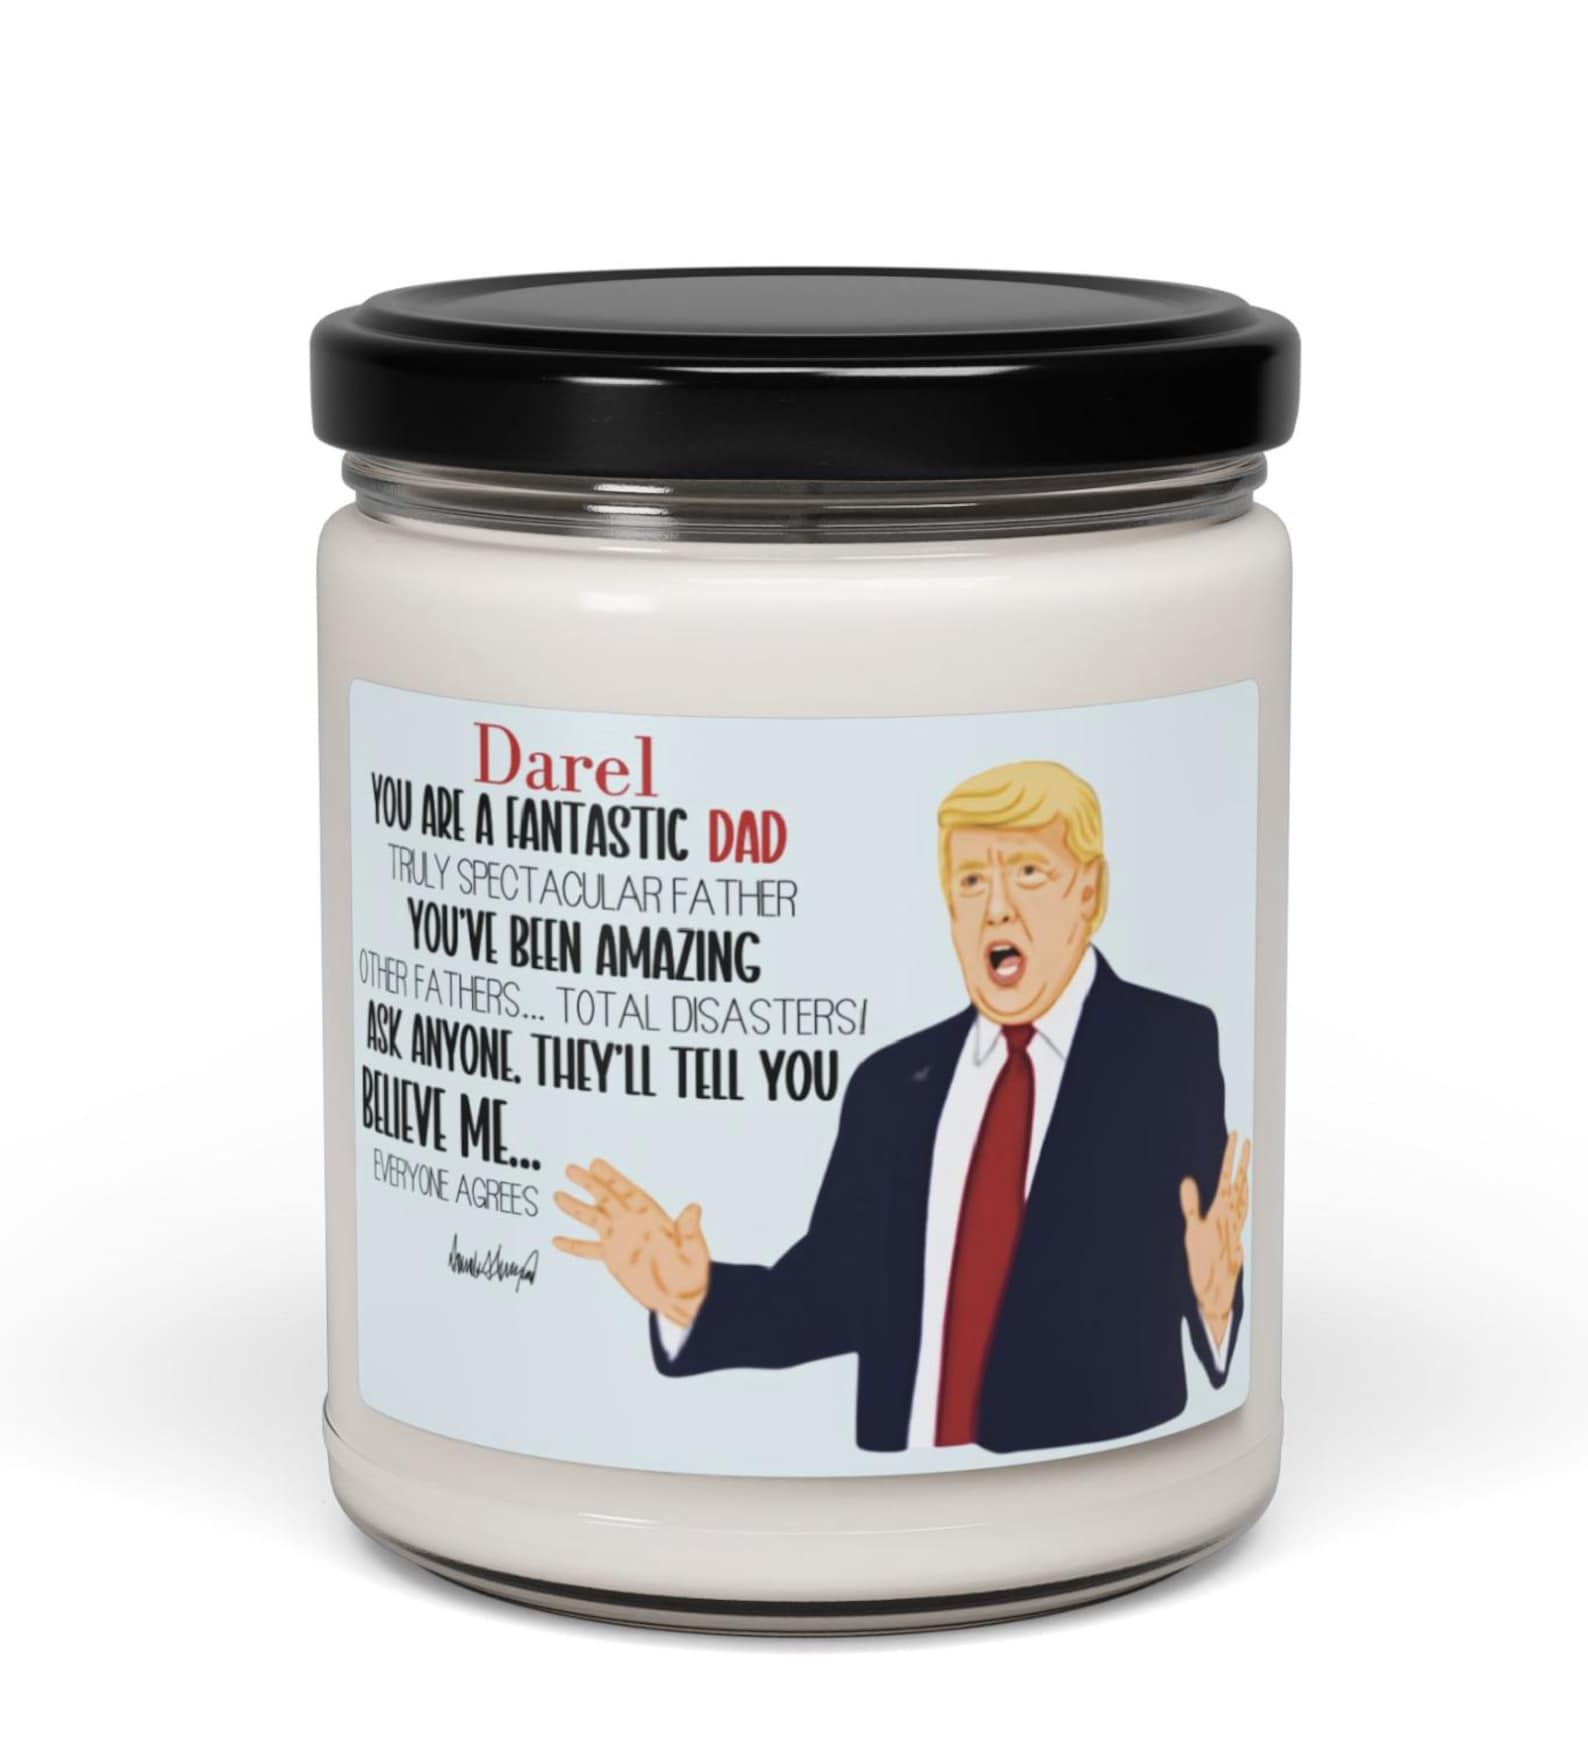 Darel
YOU ARE A FANTASTIC DAD
TRULY SPECTACULAR FATHER
YOU'VE BEEN AMAZING
OTHER FATHERS... TOTAL DISASTERS!
ASK ANYONE. THEY'LL TELL YOU
BELIEVE ME...
EVERYONE AGREES